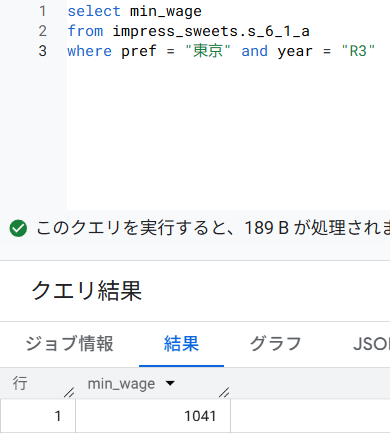 1 select min_wage
2 from impress_sweets.s_6_1_a
3 where pref = "東京" and year = "R3"
このクエリを実行すると、189 B が処理されま
クエリ結果
ジョブ情報 結果 グラフ JSO
行 min_wage
1 1041